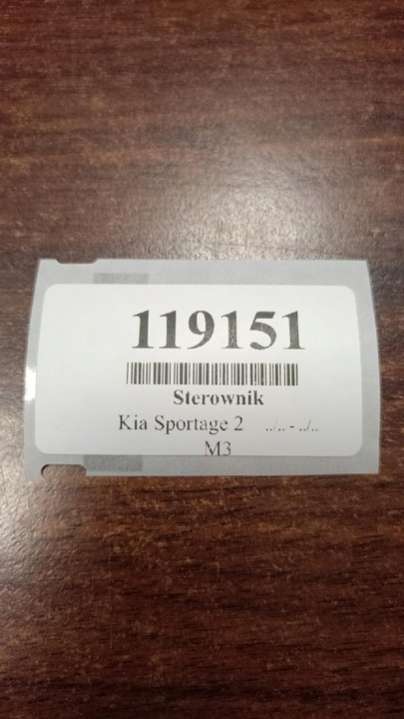 119151
Sterownik
Kia Sportage 2 ../.. - ../..
M3